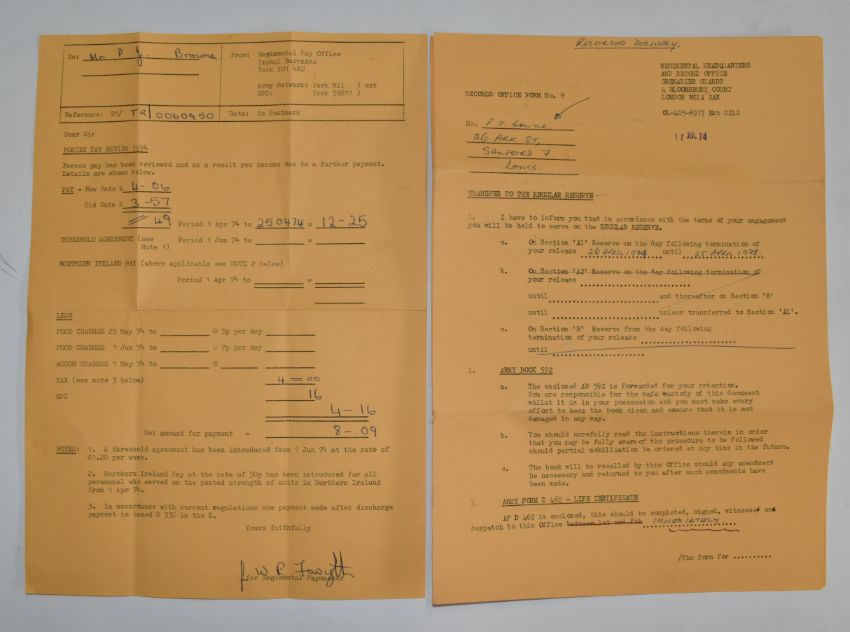 To: Mr P J. Browne
From: Regimental Pay Office
Imphal Barracks
York YO1 4HD
Army Network: York Mil ) ext
GPO: York 59811 )
Reference: DI/ TR/0060950
Date: As Postmark
Dear Sir
FORCES PAY REVIEW 1974
Forces pay has been reviewed and as a result you become due to a further payment.
Details are shown below.
PAY - New Rate £ 4-06
Old Rate £ 3-57
= 49 Period 1 Apr 74 to 250474 = 12-25
THRESHOLD AGREEMENT (see Note 1) Period 1 Jun 74 to =
NORTHERN IRELAND PAY (where applicable see NOTE 2 below)
Period 1 Apr 74 to =
LESS
FOOD CHARGES 29 May 74 to @ 5p per day
FOOD CHARGES 1 Jun 74 to @ 7p per day
ACCOM CHARGES 1 May 74 to @
TAX (see note 3 below) 4=00
GPC 16
4-16
Net amount for payment = 8-09
NOTES: 1. A threshold agreement has been introduced from 1 Jun 74 at the rate of
£1.20 per week.
2. Northern Ireland Pay at the rate of 50p has been introduced for all
personnel who served on the posted strength of units in Northern Ireland
from 1 Apr 74.
3. In accordance with current regulations one payment made after discharge
payment is taxed @ 33% in the £.
Yours faithfully
for Regimental Paymaster
RECORDED DELIVERY.
REGIMENTAL HEADQUARTERS
AND RECORD OFFICE
GRENADIER GUARDS
4 BLOOMSBURY COURT
LONDON WC1A 2AX
01-405-6977 Ext 0212
RECORDS OFFICE FORM No. 8
17 JUL 74
Mr. P. J. Browne,
26 ARK ST,
SALFORD 7
LANCS.
TRANSFER TO THE REGULAR RESERVE
1. I have to inform you that in accordance with the terms of your engagement
you will be held to serve on the REGULAR RESERVE.
a. On Section 'A1' Reserve on the day following termination of
your release 26 APRIL 1974 until 25 APRIL 1978
b. On Section 'A2' Reserve on the day following termination of
your release
until and thereafter on Section 'B'
until unless transferred to Section 'A1'.
c. On Section 'B' Reserve from the day following
termination of your release
until
2. ARMY BOOK 592
a. The enclosed AB 592 is forwarded for your retention.
You are responsible for the safe custody of this document
whilst it is in your possession and you must make every
effort to keep the book clean and ensure that it is not
damaged in any way.
b. You should carefully read the instructions therein in order
that you may be fully aware of the procedure to be followed
should partial mobilisation be ordered at any time in the future.
c. The book will be recalled by this Office should any amendment
be necessary and returned to you after such amendments have
been made.
3. ARMY FORM D 462 - LIFE CERTIFICATE
AF D 462 is enclosed, this should be completed, signed, witnessed and
despatch to this Office between 1st and 8th IMMEDIATELY
/The form for ..........